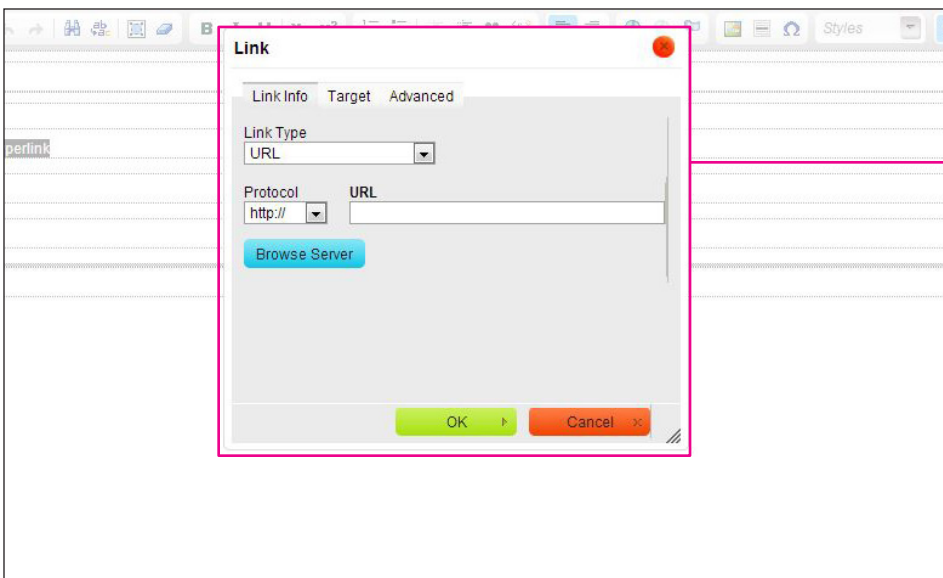 B
Ω
Styles
Link
Link Info Target Advanced
perlink
Link Type
URL
Protocol URL
http://
Browse Server
OK Cancel